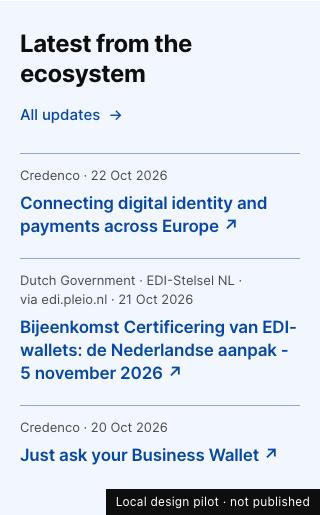 Latest from the
ecosystem
All updates →
Credenco · 22 Oct 2026
Connecting digital identity and
payments across Europe ↗
Dutch Government · EDI-Stelsel NL ·
via edi.pleio.nl · 21 Oct 2026
Bijeenkomst Certificering van EDI-
wallets: de Nederlandse aanpak -
5 november 2026 ↗
Credenco · 20 Oct 2026
Just ask your Business Wallet ↗
Local design pilot · not published